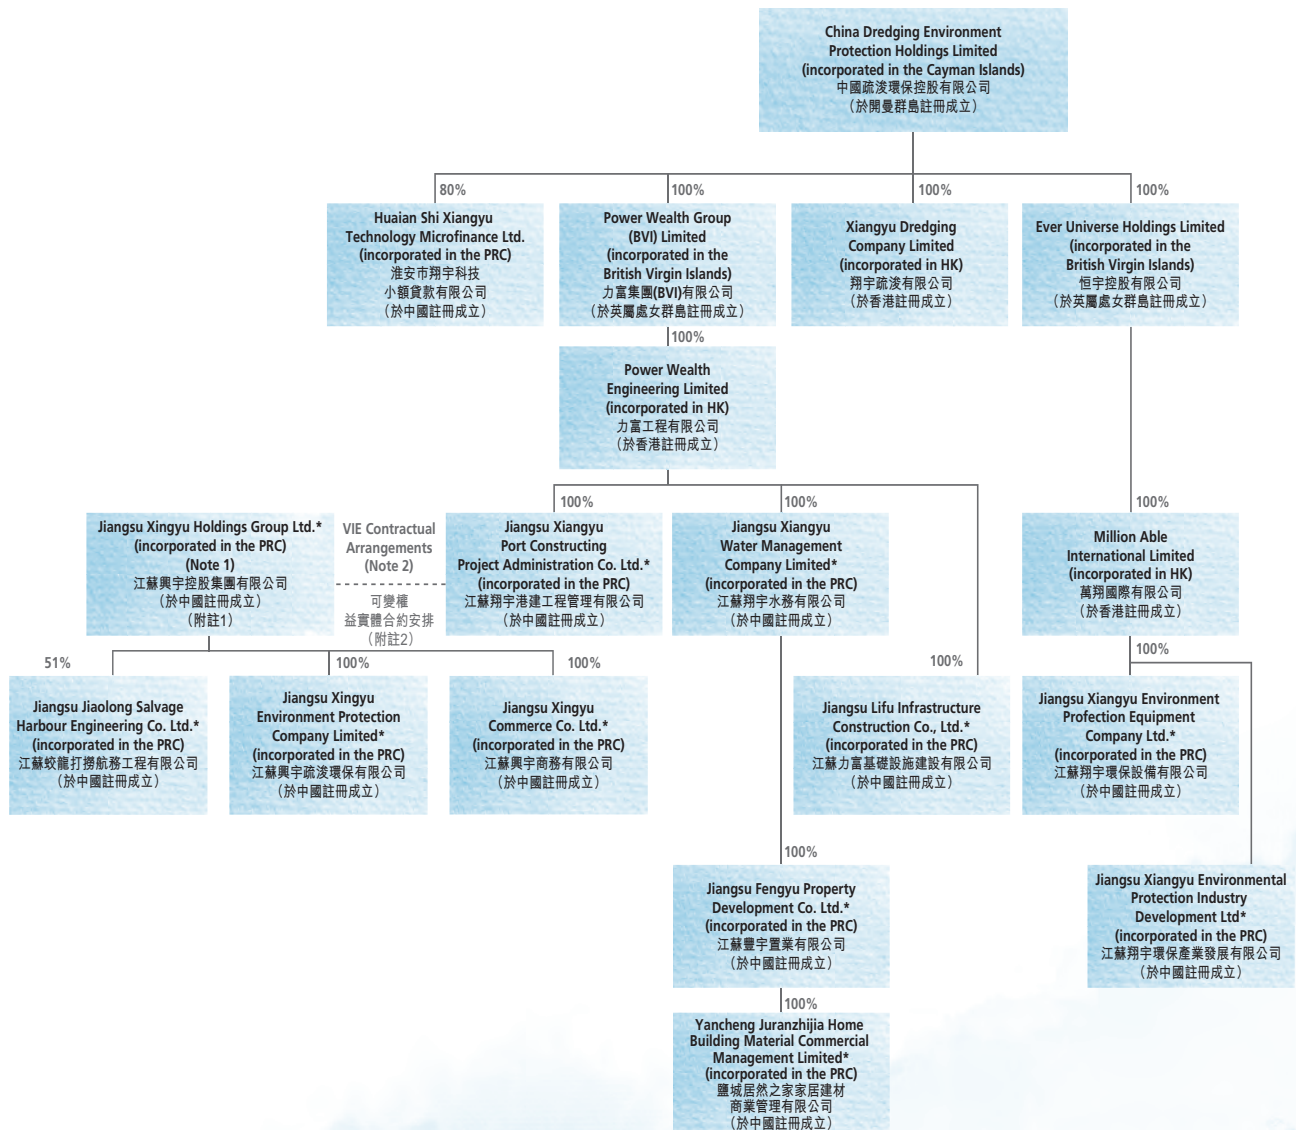 China Dredging Environment
Protection Holdings Limited
(incorporated in the Cayman Islands)
中國疏浚環保控股有限公司
(於開曼群島註冊成立)
80%
100%
100%
100%
Huaian Shi Xiangyu
Technology Microfinance Ltd.
(incorporated in the PRC)
淮安市翔宇科技
小額貸款有限公司
(於中國註冊成立)
Power Wealth Group
(BVI) Limited
(incorporated in the
British Virgin Islands)
力富集團(BVI)有限公司
(於英屬處女群島註冊成立)
Xiangyu Dredging
Company Limited
(incorporated in HK)
翔宇疏浚有限公司
(於香港註冊成立)
Ever Universe Holdings Limited
(incorporated in the
British Virgin Islands)
恒宇控股有限公司
(於英屬處女群島註冊成立)
100%
Power Wealth
Engineering Limited
(incorporated in HK)
力富工程有限公司
(於香港註冊成立)
100%
100%
100%
Jiangsu Xingyu Holdings Group Ltd.*
(incorporated in the PRC)
(Note 1)
江蘇興宇控股集團有限公司
(於中國註冊成立)
(附註1)
VIE Contractual
Arrangements
(Note 2)
可變權
益實體合約安排
(附註2)
Jiangsu Xiangyu
Port Constructing
Project Administration Co. Ltd.*
(incorporated in the PRC)
江蘇翔宇港建工程管理有限公司
(於中國註冊成立)
Jiangsu Xiangyu
Water Management
Company Limited*
(incorporated in the PRC)
江蘇翔宇水務有限公司
(於中國註冊成立)
Million Able
International Limited
(incorporated in HK)
萬翔國際有限公司
(於香港註冊成立)
51%
100%
100%
100%
100%
Jiangsu Jiaolong Salvage
Harbour Engineering Co. Ltd.*
(incorporated in the PRC)
江蘇蛟龍打撈航務工程有限公司
(於中國註冊成立)
Jiangsu Xingyu
Environment Protection
Company Limited*
(incorporated in the PRC)
江蘇興宇疏浚環保有限公司
(於中國註冊成立)
Jiangsu Xingyu
Commerce Co. Ltd.*
(incorporated in the PRC)
江蘇興宇商務有限公司
(於中國註冊成立)
Jiangsu Lifu Infrastructure
Construction Co., Ltd.*
(incorporated in the PRC)
江蘇力富基礎設施建設有限公司
(於中國註冊成立)
Jiangsu Xiangyu Environment
Profection Equipment
Company Ltd.*
(incorporated in the PRC)
江蘇翔宇環保設備有限公司
(於中國註冊成立)
100%
Jiangsu Fengyu Property
Development Co. Ltd.*
(incorporated in the PRC)
江蘇豐宇置業有限公司
(於中國註冊成立)
Jiangsu Xiangyu Environmental
Protection Industry
Development Ltd*
(incorporated in the PRC)
江蘇翔宇環保產業發展有限公司
(於中國註冊成立)
100%
Yancheng Juranzhijia Home
Building Material Commercial
Management Limited*
(incorporated in the PRC)
鹽城居然之家家居建材
商業管理有限公司
(於中國註冊成立)